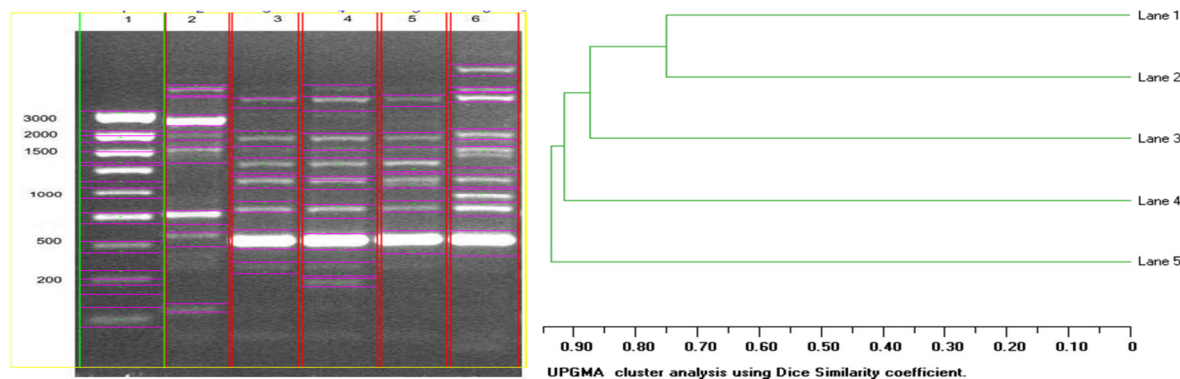 1 2 3 4 5 6
3000
2000
1500
1000
500
200
Lane 1
Lane 2
Lane 3
Lane 4
Lane 5
0.90 0.80 0.70 0.60 0.50 0.40 0.30 0.20 0.10 0
UPGMA cluster analysis using Dice Similarity coefficient.